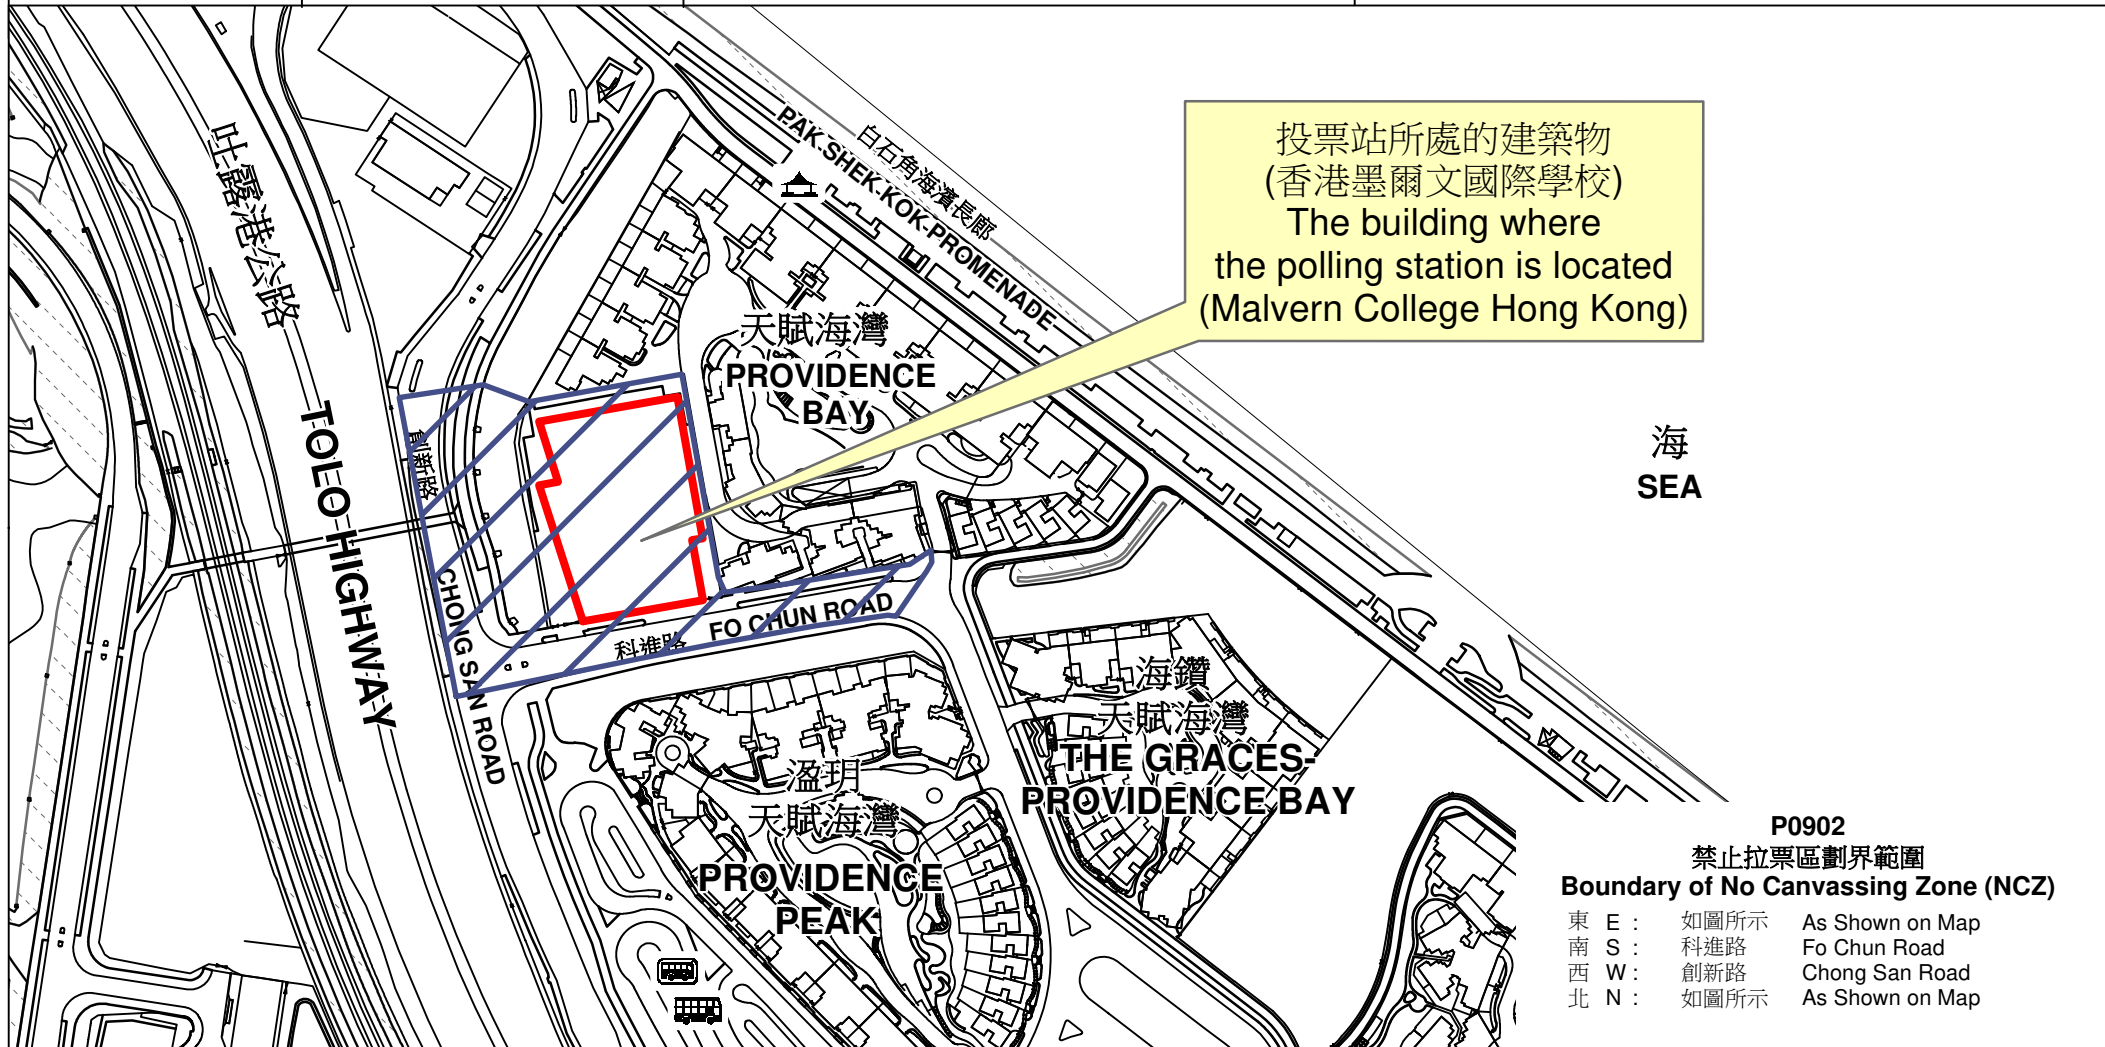 投票站所處的建築物
(香港墨爾文國際學校)
The building where
the polling station is located
(Malvern College Hong Kong)
白石角海濱長廊
PAK SHEK KOK PROMENADE
吐露港公路
TOLO HIGHWAY
天賦海灣
PROVIDENCE
BAY
海
SEA
創新路
CHONG SAN ROAD
科進路
FO CHUN ROAD
海鑽
天賦海灣
THE GRACES-
PROVIDENCE BAY
溋玥
天賦海灣
PROVIDENCE
PEAK
P0902
禁止拉票區劃界範圍
Boundary of No Canvassing Zone (NCZ)
東 E : 如圖所示 As Shown on Map
南 S : 科進路 Fo Chun Road
西 W : 創新路 Chong San Road
北 N : 如圖所示 As Shown on Map